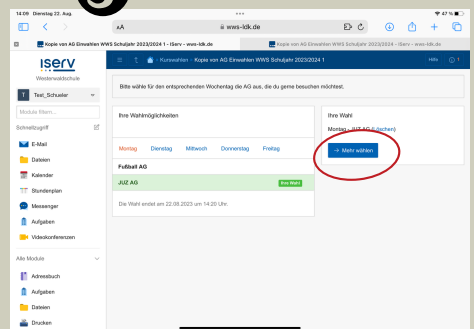 14:09 Dienstag 22. Aug.
47 %
AA
wws-ldk.de
Kopie von AG Einwahlen WWS Schuljahr 2023/2024 1 - IServ - wws-ldk.de
Kopie von AG Einwahlen WWS Schuljahr 2023/2024 - IServ - wws-ldk.de
IServ
Westerwaldschule
Kurswahlen › Kopie von AG Einwahlen WWS Schuljahr 2023/2024 1
Hilfe
T Test_Schueler
Bitte wähle für den entsprechenden Wochentag die AG aus, die du gerne besuchen möchtest.
Module filtern...
Schnellzugriff
E-Mail
Dateien
Kalender
Stundenplan
Messenger
Aufgaben
Videokonferenzen
Alle Module
Adressbuch
Aufgaben
Dateien
Drucken
Ihre Wahlmöglichkeiten
Montag Dienstag Mittwoch Donnerstag Freitag
Fußball AG
JUZ AG Ihre Wahl
Die Wahl endet am 22.08.2023 um 14:20 Uhr.
Ihre Wahl
Montag - JUZ AG (Löschen)
→ Mehr wählen